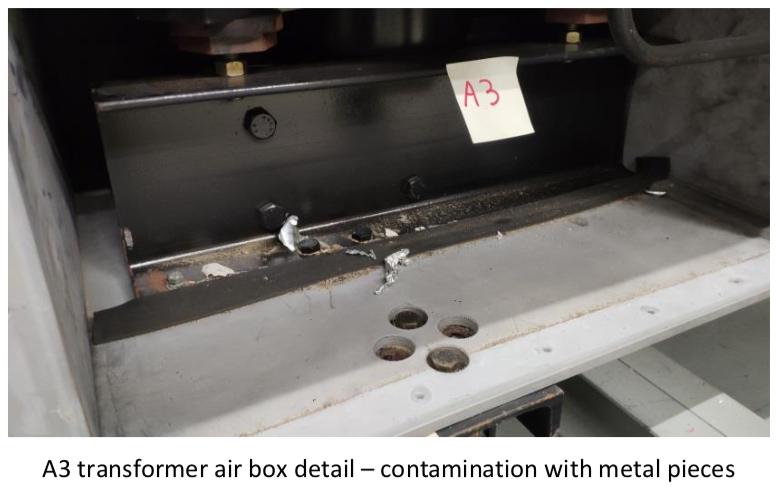 A3
A3 transformer air box detail – contamination with metal pieces